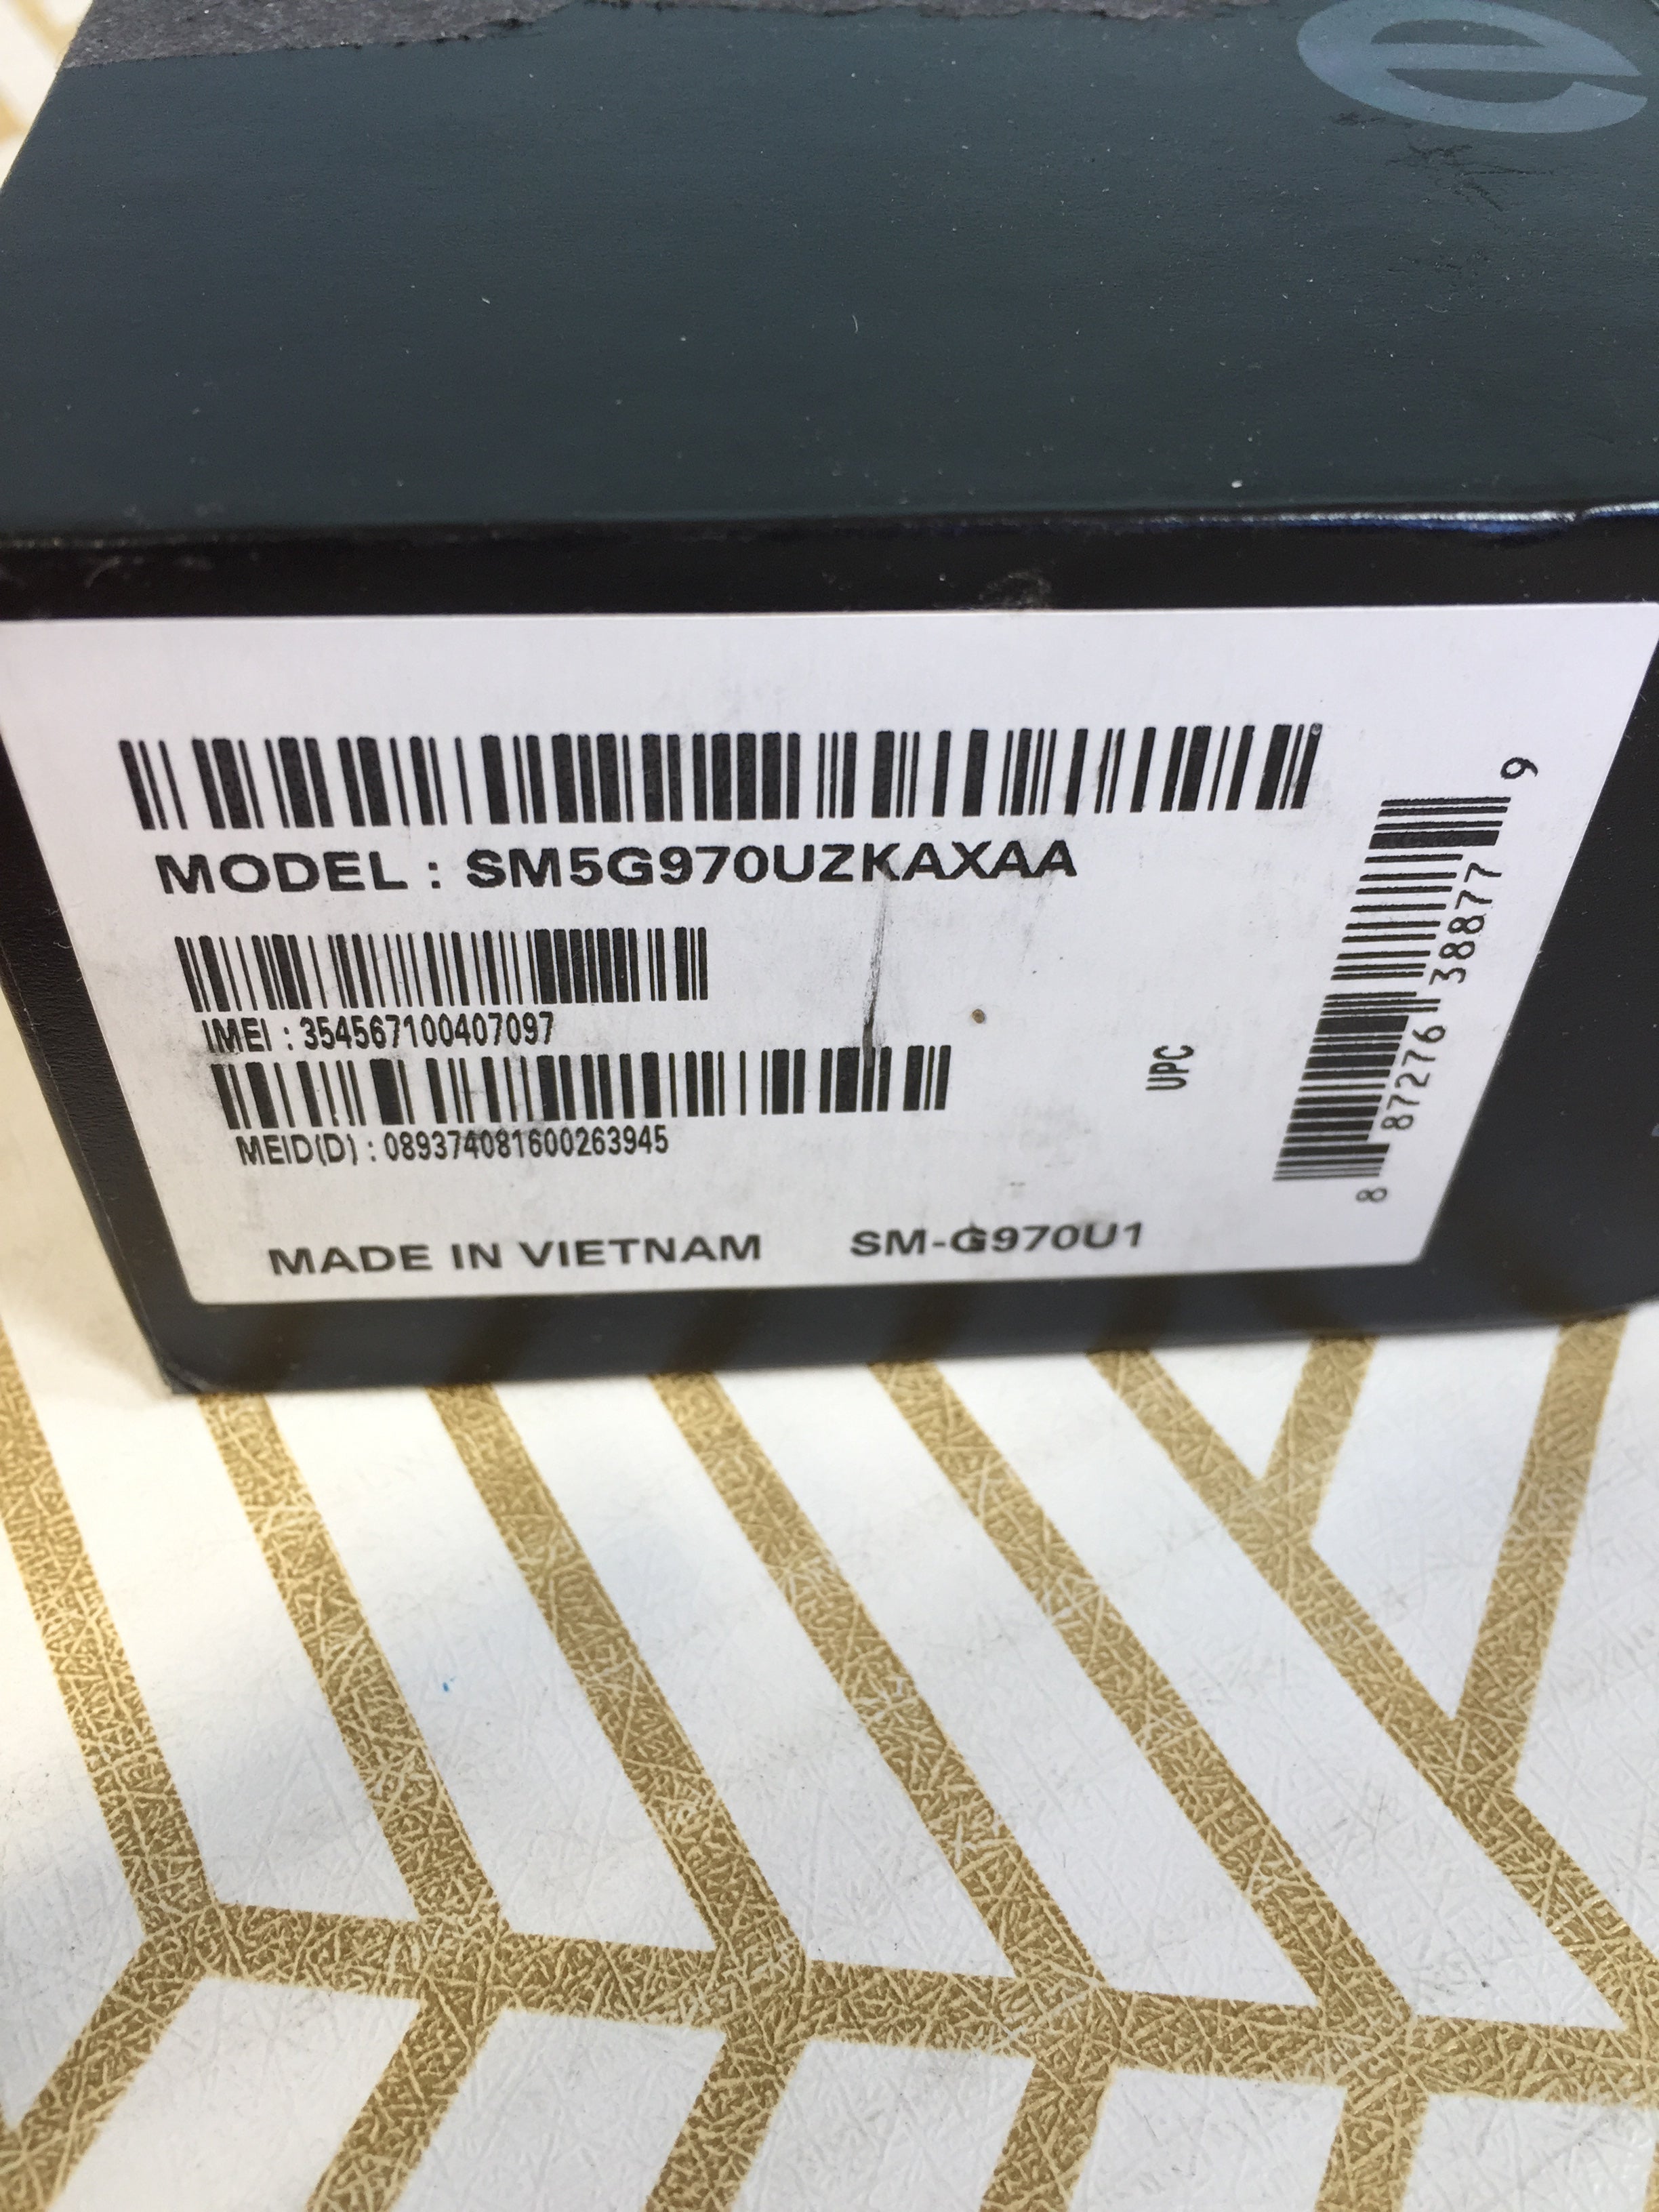 e
MODEL : SM5G970UZKAXAA
IMEI : 354567100407097
MEID(D) : 089374081600263945
MADE IN VIETNAM SM-G970U1
UPC
8 87276 38877 9